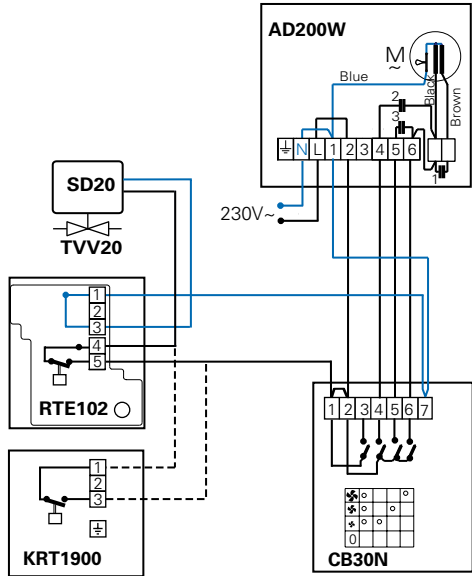 AD200W
M
~
Blue
Black
Brown
2
3
N L 1 2 3 4 5 6
1
230V~
SD20
TVV20
1
2
3
4
5
RTE102
1 2 3 4 5 6 7
1
2
3
KRT1900
0
CB30N